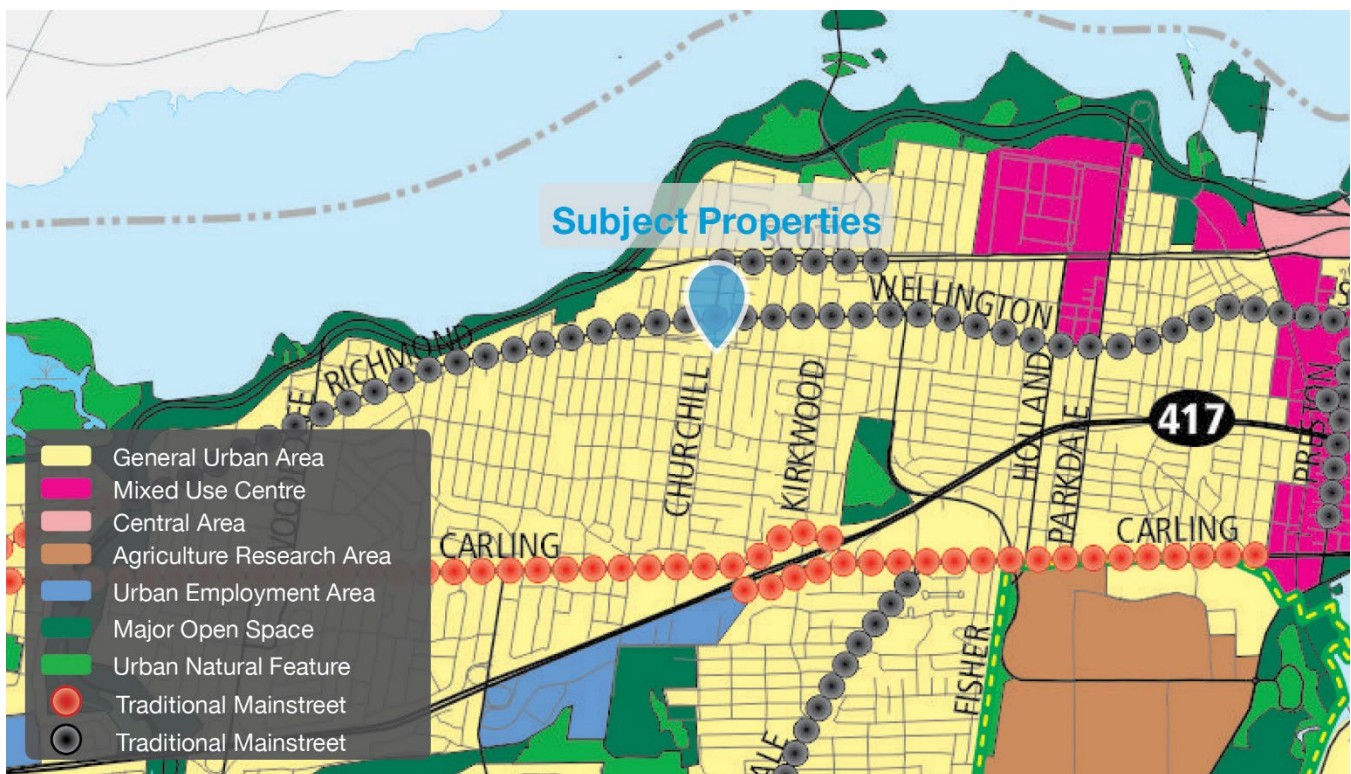 Subject Properties
WELLINGTON
RICHMOND
CHURCHILL
KIRKWOOD
HOLLAND
PARKDALE
417
PRESTON
CARLING
CARLING
FISHER
General Urban Area
Mixed Use Centre
Central Area
Agriculture Research Area
Urban Employment Area
Major Open Space
Urban Natural Feature
Traditional Mainstreet
Traditional Mainstreet